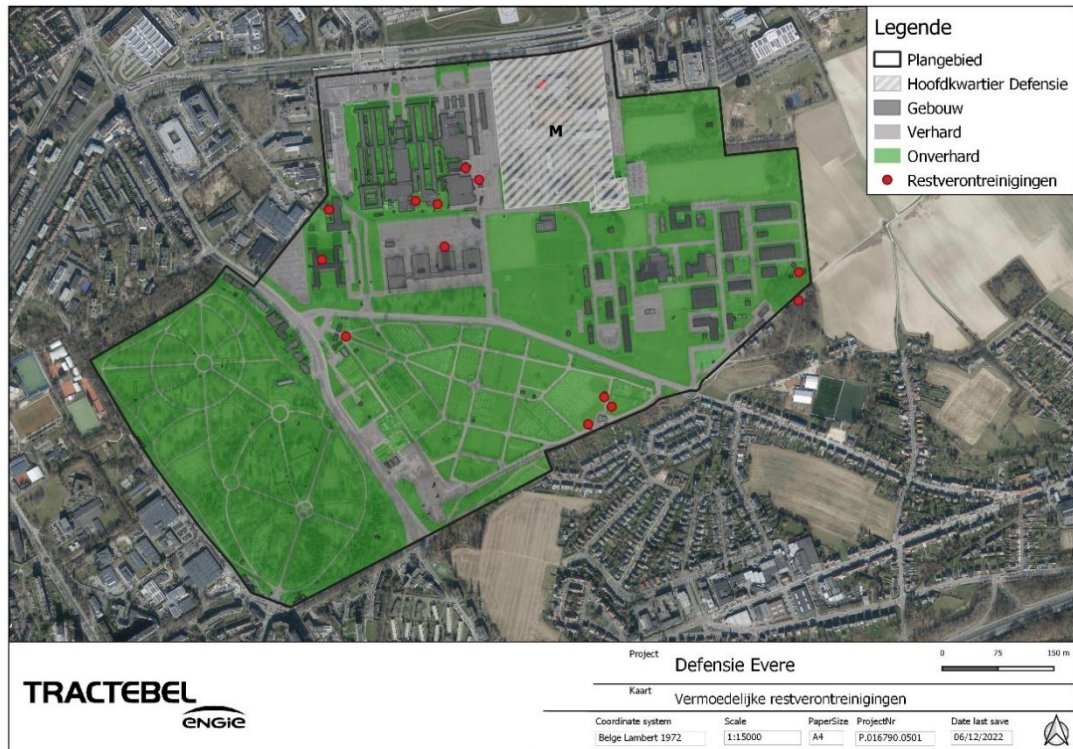 Legende
Plangebied
Hoofdkwartier Defensie
Gebouw
Verhard
Onverhard
Restverontreinigingen
M
TRACTEBEL
ENGIE
Project Defensie Evere
0 75 150 m
Kaart Vermoedelijke restverontreinigingen
Coordinate system Scale PaperSize ProjectNr Date last save
Belge Lambert 1972 1:15000 A4 P.016790.0501 06/12/2022